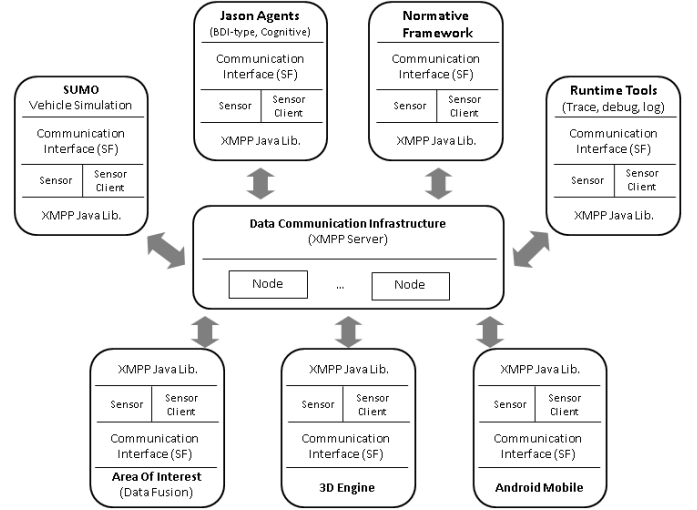 Jason Agents
(BDI-type, Cognitive)
Communication
Interface (SF)
Sensor
Sensor
Client
XMPP Java Lib.
Normative
Framework
Communication
Interface (SF)
Sensor
Sensor
Client
XMPP Java Lib.
SUMO
Vehicle Simulation
Communication
Interface (SF)
Sensor
Sensor
Client
XMPP Java Lib.
Runtime Tools
(Trace, debug, log)
Communication
Interface (SF)
Sensor
Sensor
Client
XMPP Java Lib.
Data Communication Infrastructure
(XMPP Server)
Node
...
Node
XMPP Java Lib.
Sensor
Sensor
Client
Communication
Interface (SF)
Area Of Interest
(Data Fusion)
XMPP Java Lib.
Sensor
Sensor
Client
Communication
Interface (SF)
3D Engine
XMPP Java Lib.
Sensor
Sensor
Client
Communication
Interface (SF)
Android Mobile